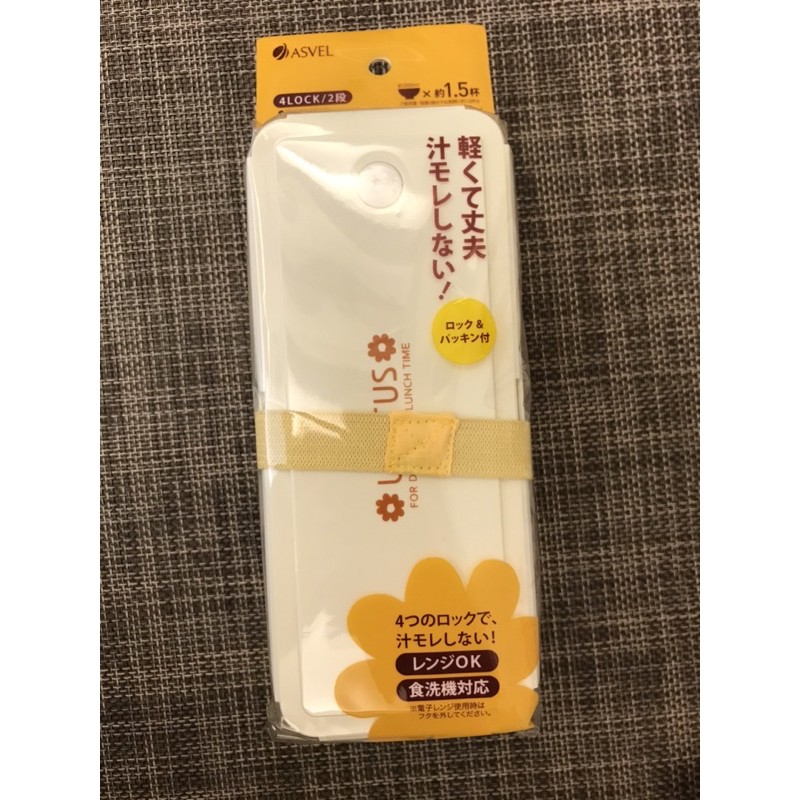 ASVEL
4LOCK/2段
×約1.5杯
軽くて丈夫
汁モレしない!
ロック&
パッキン付
TUS
FOR D
LUNCH TIME
4つのロックで、
汁モレしない!
レンジOK
食洗機対応
※電子レンジ使用時は
フタを外してください。